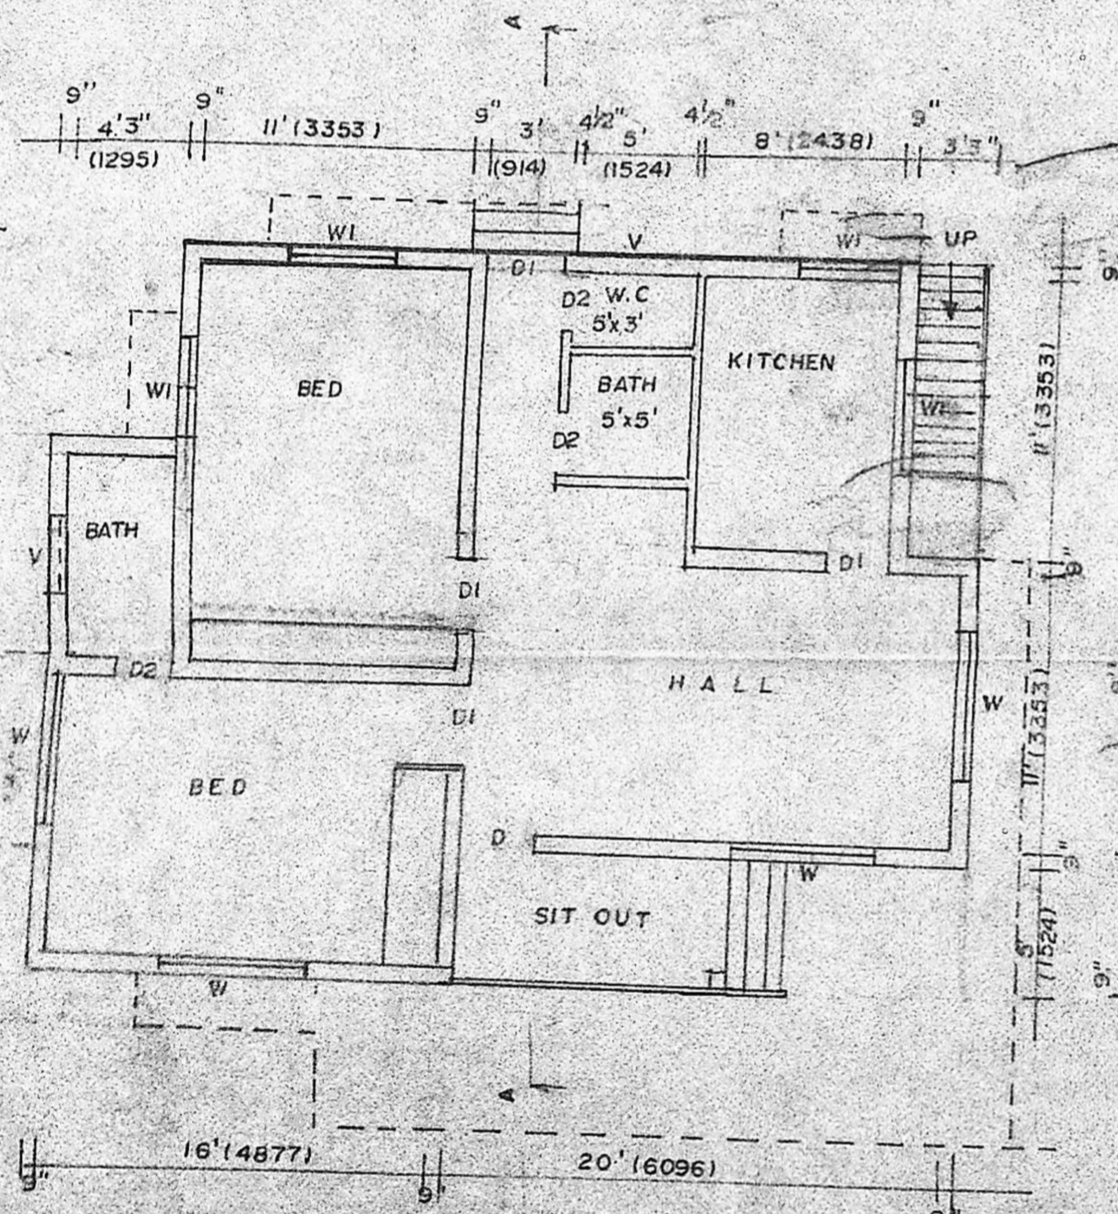 A
9" 9" 9" 4½" 4½" 9"
4'3" 11'(3353) 3' 5' 8'(2438) 3'3"
(1295) (914) (1524)
W1 V W1 UP
D1
D2 W.C
5'x3'
9"
KITCHEN
W1 BED BATH
5'x5'
W1
D2
11'(3353)
BATH
V
D1 D1
9"
D2
HALL
W
D1
W
BED
11'(3353)
D
W
9"
SIT OUT
5'
(1524)
9"
W
A
16'(4877) 20'(6096)
9" 9"